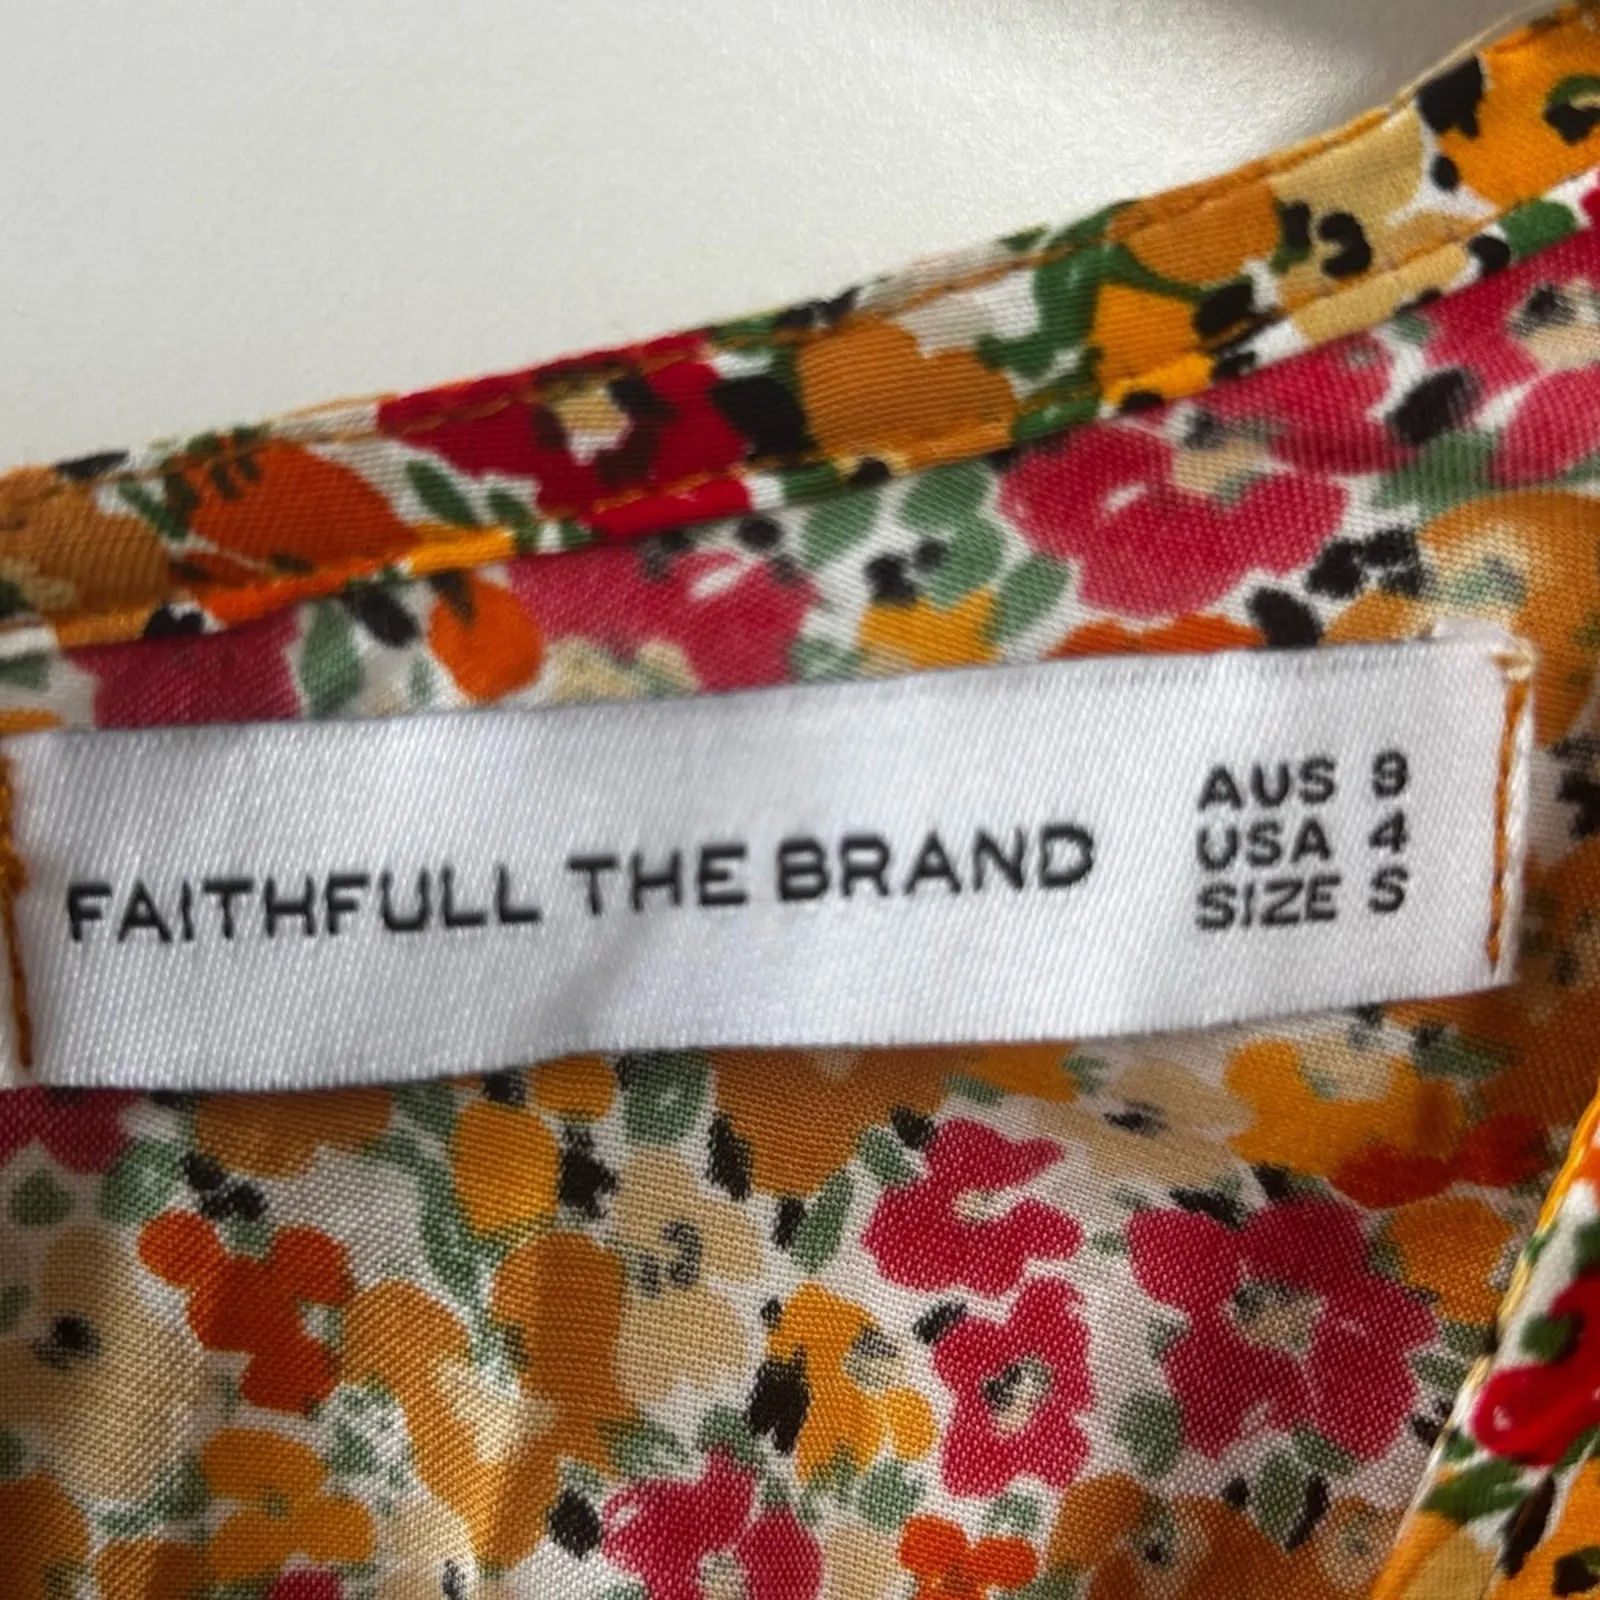 FAITHFULL THE BRAND
AUS 8
USA 4
SIZE S